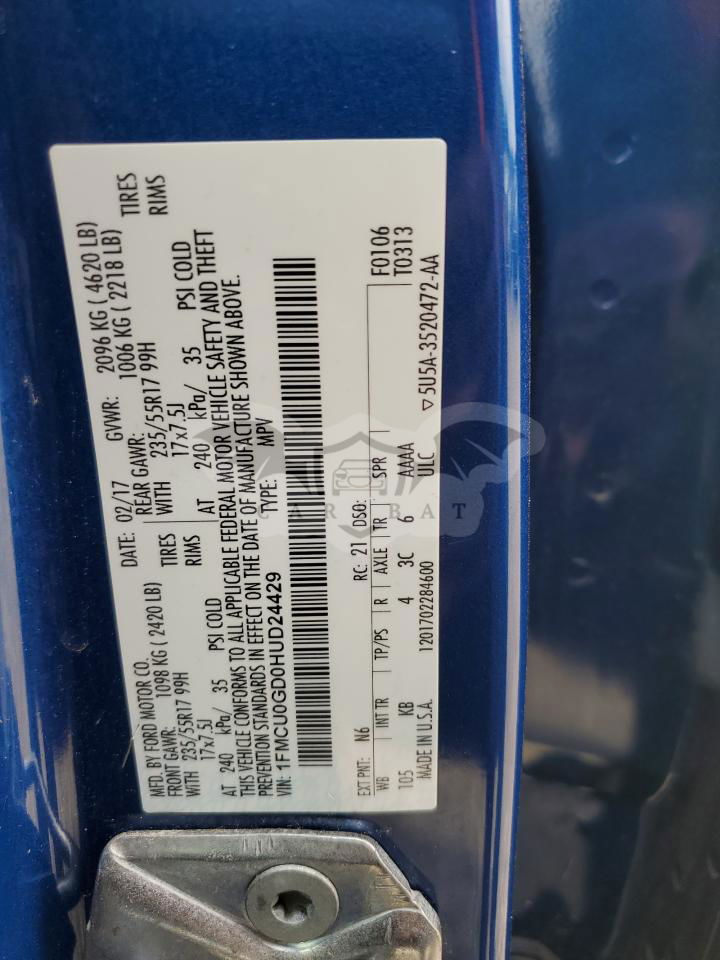 MFD. BY FORD MOTOR CO. DATE: 02/17 GVWR: 2096 KG ( 4620 LB)
FRONT GAWR: 1098 KG ( 2420 LB) REAR GAWR: 1006 KG ( 2218 LB)
WITH 235/55R17 99H TIRES WITH 235/55R17 99H TIRES
17x7.5J RIMS 17x7.5J RIMS
AT 240 kPa/ 35 PSI COLD AT 240 kPa/ 35 PSI COLD
THIS VEHICLE CONFORMS TO ALL APPLICABLE FEDERAL MOTOR VEHICLE SAFETY AND THEFT
PREVENTION STANDARDS IN EFFECT ON THE DATE OF MANUFACTURE SHOWN ABOVE.
VIN: 1FMCU0GD0HUD24429 TYPE: MPV
EXT PNT: N6 RC: 21 DSO: F0106
WB INT TR TP/PS R AXLE TR SPR T0313
105 KB 4 3C 6 AAAA
MADE IN U.S.A. 1201702284600 ULC ▽5U5A-3520472-AA
CAR BAT